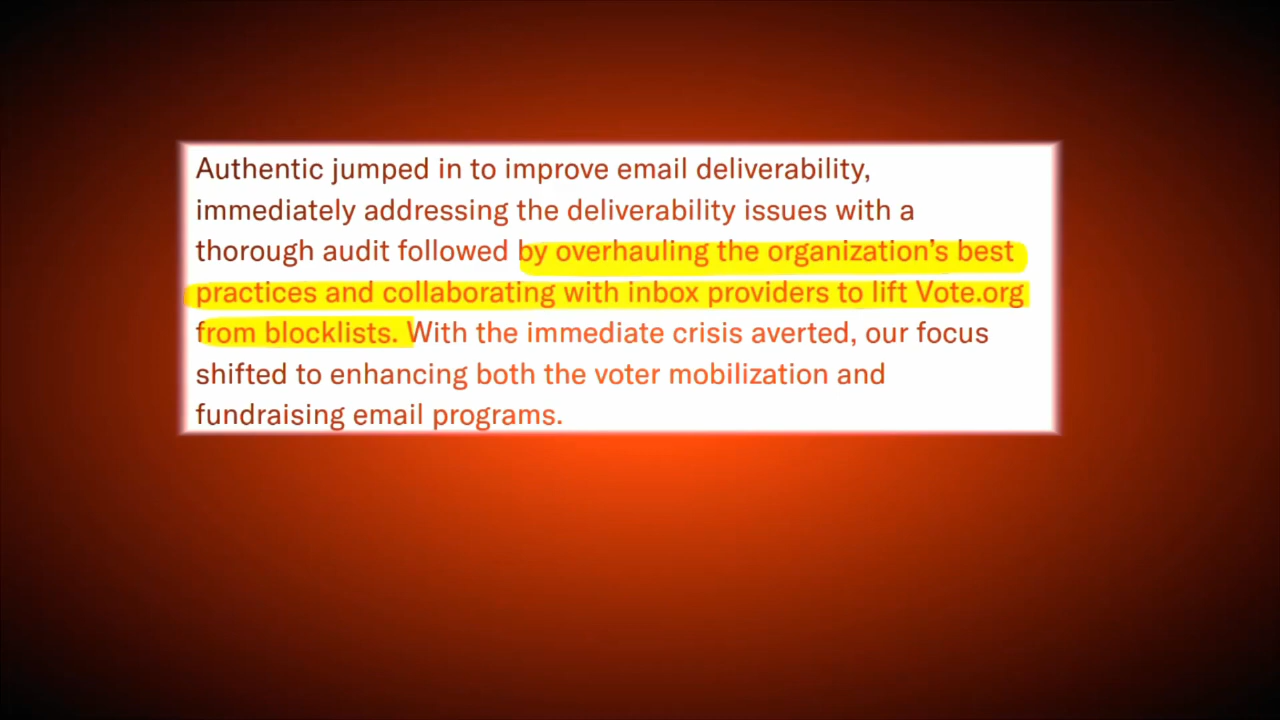 Authentic jumped in to improve email deliverability,
immediately addressing the deliverability issues with a
thorough audit followed by overhauling the organization’s best
practices and collaborating with inbox providers to lift Vote.org
from blocklists. With the immediate crisis averted, our focus
shifted to enhancing both the voter mobilization and
fundraising email programs.